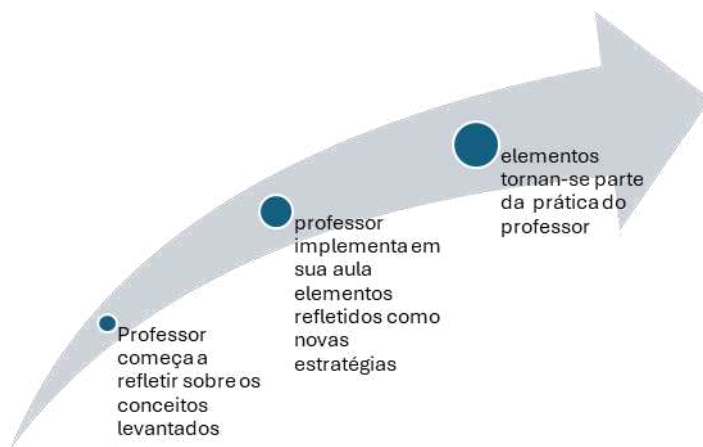 Professor
começa a
refletir sobre os
conceitos
levantados
professor
implementa em
sua aula
elementos
refletidos como
novas
estratégias
elementos
tornan-se parte
da prática do
professor